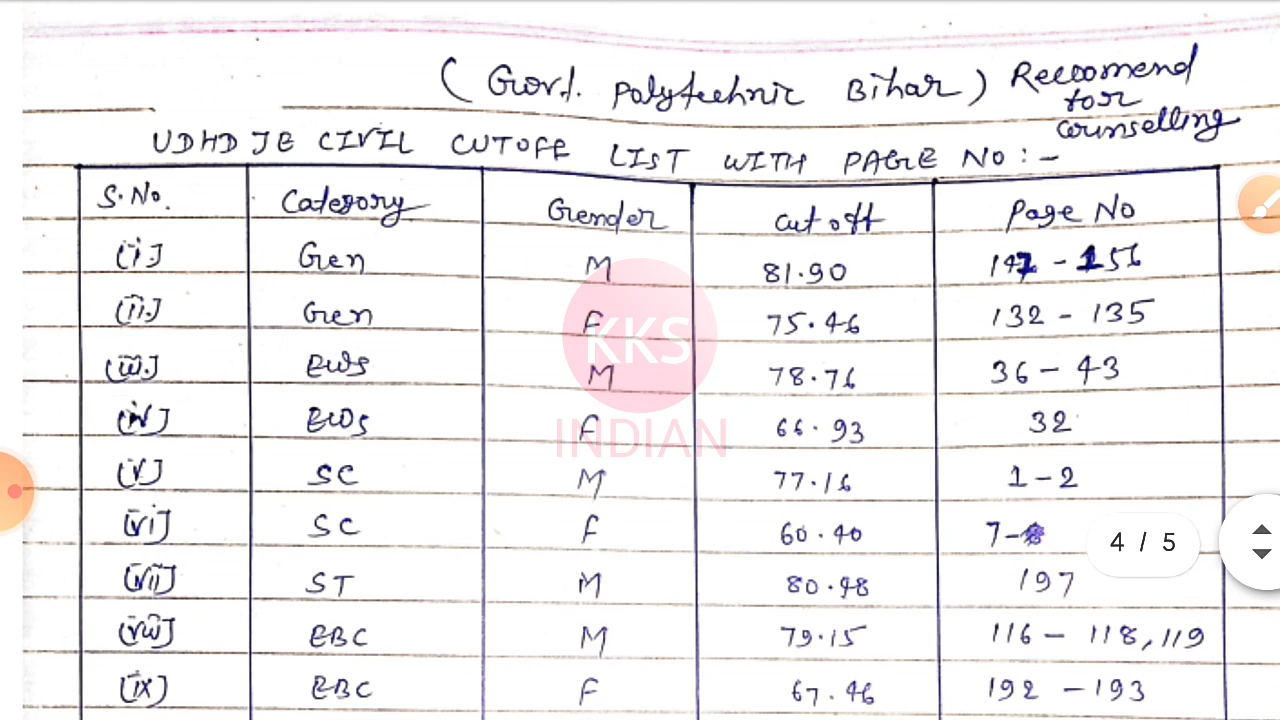 (Govt. Polytechnic Bihar) Reccomend
for
counselling
UDHD JE CIVIL CUTOFF LIST WITH PAGE NO:-
S.No. Category Gender cut off Page No
(i) Gen M 81.90
(ii) Gen F 75.46 132 - 135
(iii) EWS M 78.76 36 - 43
(iv) EWS F 66.93 32
(v) SC M 77.16 1-2
(vi) SC F 60.40 7-
(vii) ST M 80.48 197
(viii) EBC M 79.15 116 - 118, 119
(ix) EBC F 67.46 192 - 193
KKS
INDIAN
4 / 5